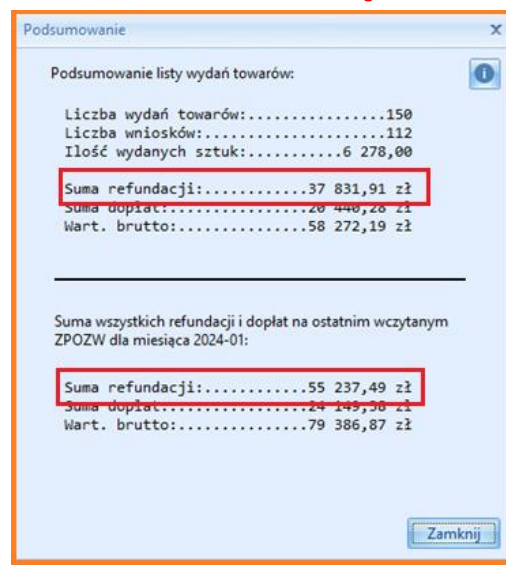 Podsumowanie x
Podsumowanie listy wydań towarów:
Liczba wydań towarów:................150
Liczba wniosków:.....................112
Ilość wydanych sztuk:...........6 278,00
Suma refundacji:............37 831,91 zł
Suma dopłat:................20 440,28 zł
Wart. brutto:...............58 272,19 zł
Suma wszystkich refundacji i dopłat na ostatnim wczytanym
ZPOZW dla miesiąca 2024-01:
Suma refundacji:............55 237,49 zł
Suma dopłat:................24 149,38 zł
Wart. brutto:...............79 386,87 zł
Zamknij